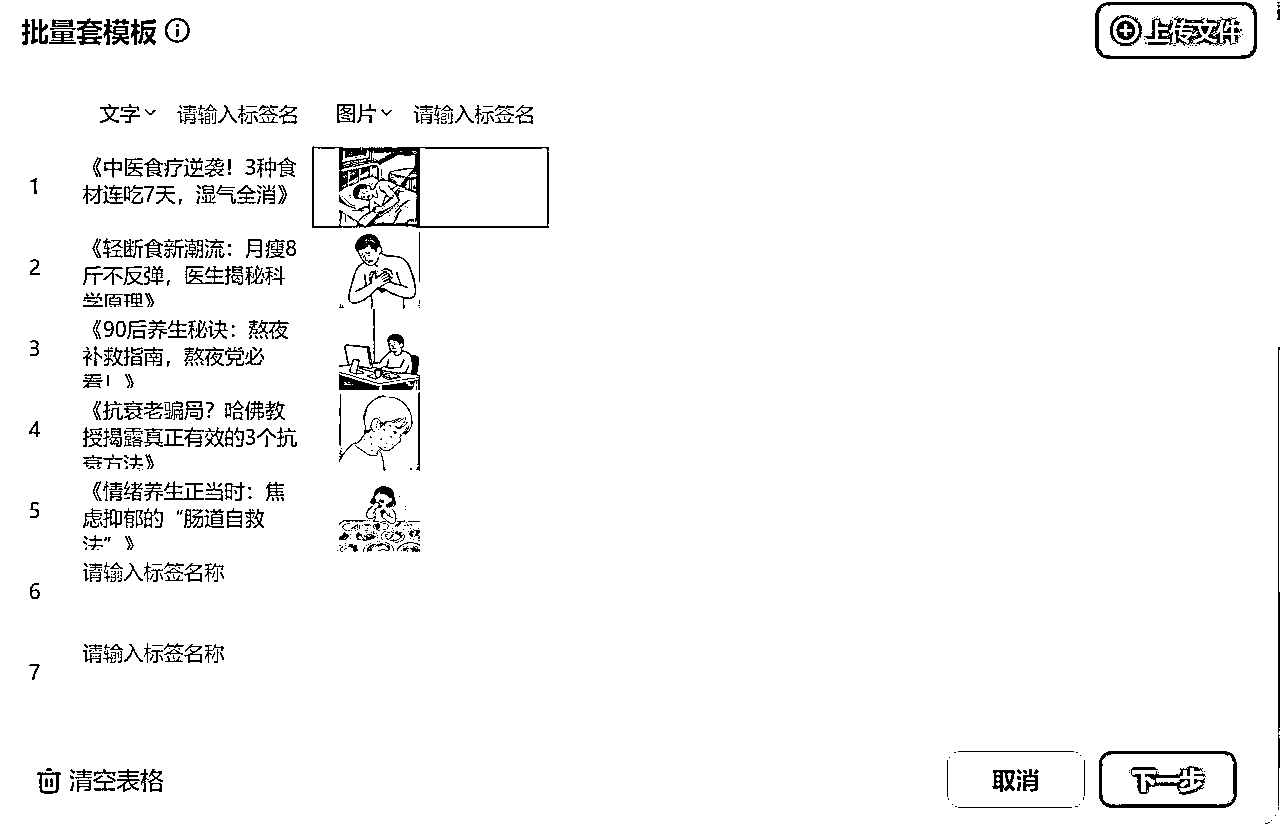 批量套模板
上传文件
文字 请输入标签名 图片 请输入标签名
1
《中医食疗逆袭！3种食
材连吃7天，湿气全消》
2
《轻断食新潮流：月瘦8
斤不反弹，医生揭秘科
学原理》
3
《90后养生秘诀：熬夜
补救指南，熬夜党必
看！》
4
《抗衰老骗局？哈佛教
授揭露真正有效的3个抗
衰方法》
5
《情绪养生正当时：焦
虑抑郁的“肠道自救
法”》
6
请输入标签名称
7
请输入标签名称
清空表格
取消
下一步